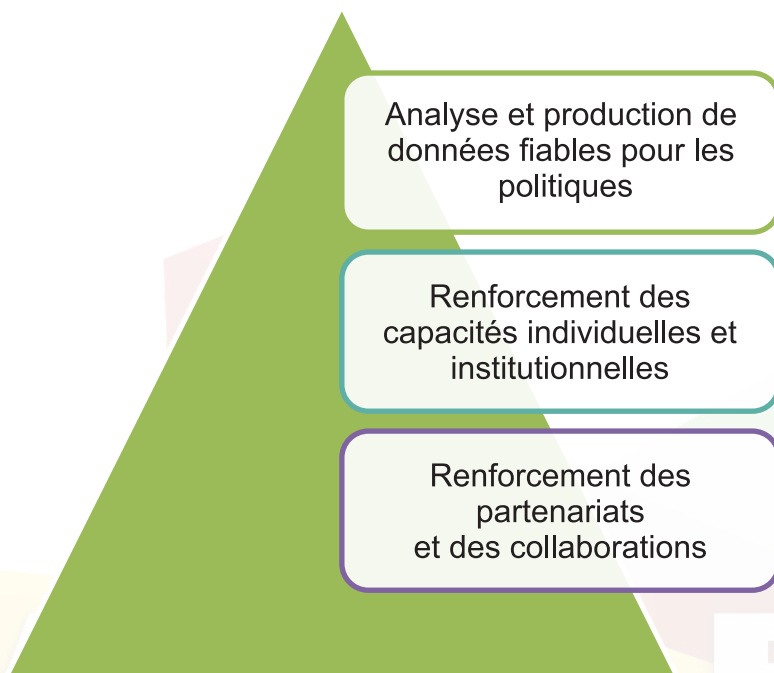 Analyse et production de
données fiables pour les
politiques
Renforcement des
capacités individuelles et
institutionnelles
Renforcement des
partenariats
et des collaborations